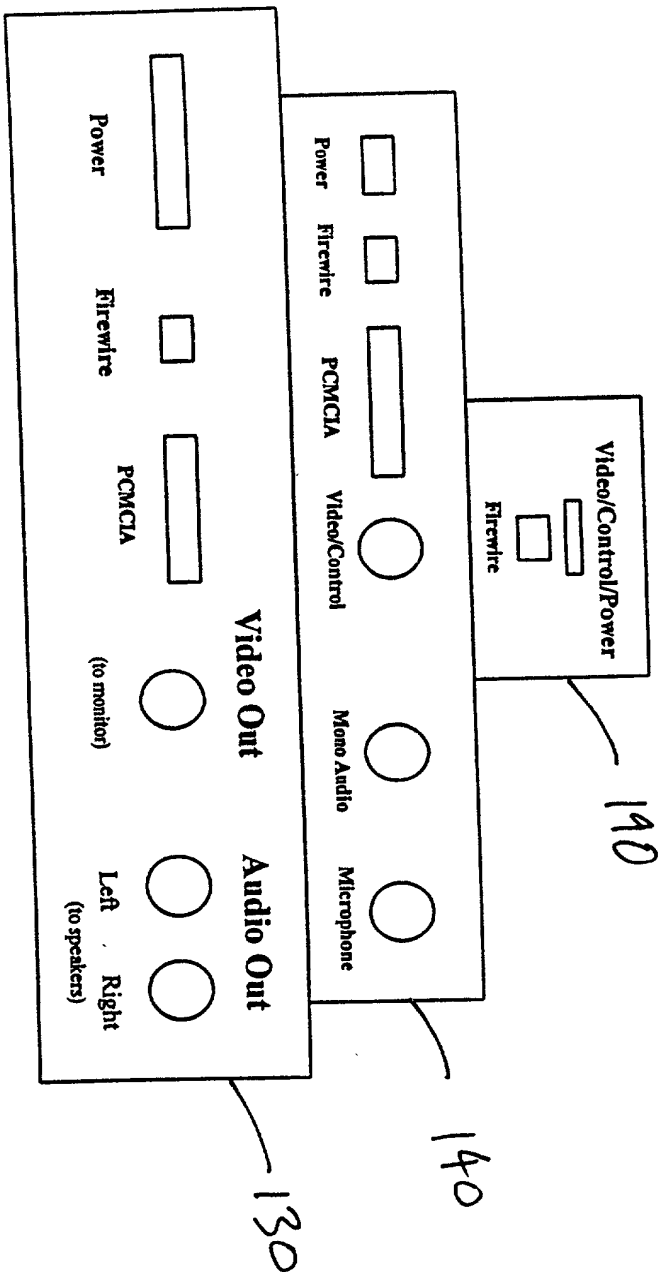 Video/Control/Power
Firewire
190
Power
Firewire
PCMCIA
Video/Control
Mono Audio
Microphone
140
Video Out
Audio Out
Power
Firewire
PCMCIA
(to monitor)
Left
Right
(to speakers)
130